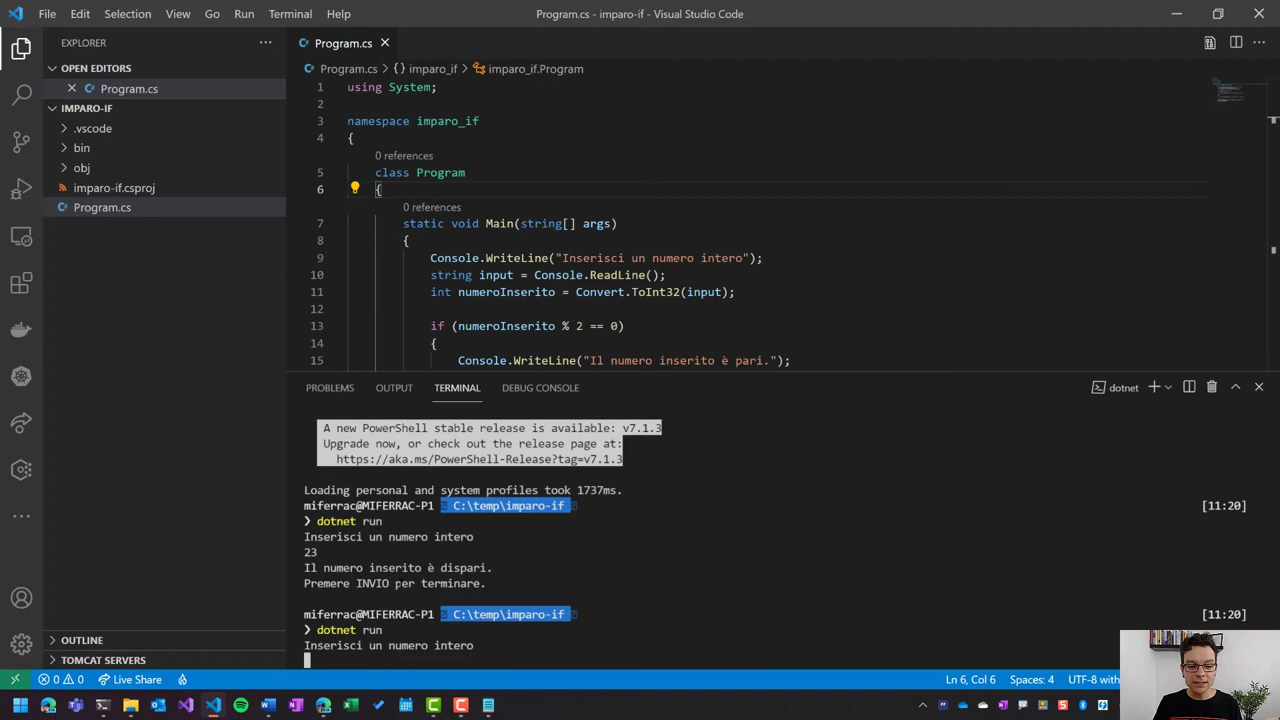 File Edit Selection View Go Run Terminal Help
Program.cs - imparo-if - Visual Studio Code
EXPLORER
OPEN EDITORS
Program.cs
IMPARO-IF
.vscode
bin
obj
imparo-if.csproj
Program.cs
OUTLINE
TOMCAT SERVERS
Program.cs
Program.cs > {} imparo_if > imparo_if.Program
1 using System;
2
3 namespace imparo_if
4 {
0 references
5 class Program
6 {
0 references
7 static void Main(string[] args)
8 {
9 Console.WriteLine("Inserisci un numero intero");
10 string input = Console.ReadLine();
11 int numeroInserito = Convert.ToInt32(input);
12
13 if (numeroInserito % 2 == 0)
14 {
15 Console.WriteLine("Il numero inserito è pari.");
PROBLEMS OUTPUT TERMINAL DEBUG CONSOLE
dotnet
A new PowerShell stable release is available: v7.1.3
Upgrade now, or check out the release page at:
https://aka.ms/PowerShell-Release?tag=v7.1.3
Loading personal and system profiles took 1737ms.
miferrac@MIFERRAC-P1 C:\temp\imparo-if [11:20]
❯ dotnet run
Inserisci un numero intero
23
Il numero inserito è dispari.
Premere INVIO per terminare.
miferrac@MIFERRAC-P1 C:\temp\imparo-if [11:20]
❯ dotnet run
Inserisci un numero intero
0 0 Live Share
Ln 6, Col 6 Spaces: 4 UTF-8 with